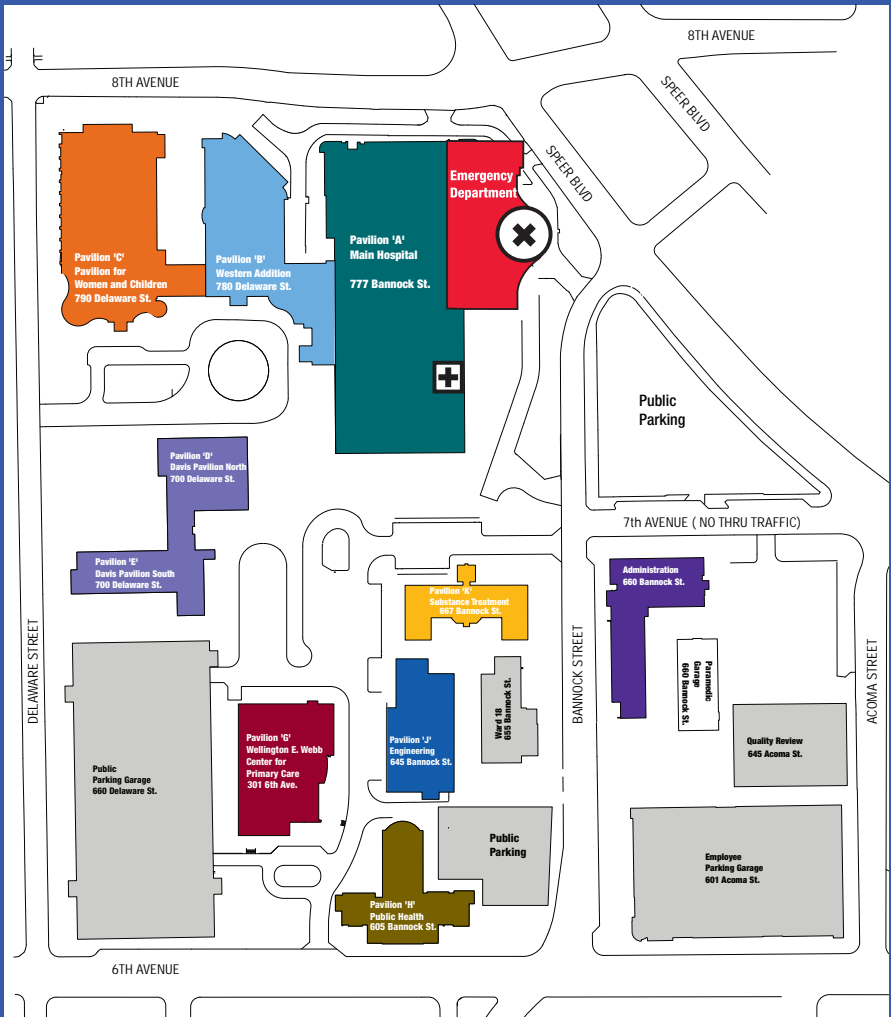 8TH AVENUE
8TH AVENUE
SPEER BLVD
SPEER BLVD
Emergency
Department
Pavilion 'A'
Main Hospital
777 Bannock St.
Pavilion 'C'
Pavilion for
Women and Children
790 Delaware St.
Pavilion 'B'
Western Addition
780 Delaware St.
Public
Parking
Pavilion 'D'
Davis Pavilion North
700 Delaware St.
7th AVENUE ( NO THRU TRAFFIC)
Pavilion 'E'
Davis Pavilion South
700 Delaware St.
Pavilion 'K'
Substance Treatment
667 Bannock St.
Administration
660 Bannock St.
DELAWARE STREET
BANNOCK STREET
ACOMA STREET
Paramedic
Garage
660 Bannock St.
Ward 18
655 Bannock St.
Pavilion 'G'
Wellington E. Webb
Center for
Primary Care
301 6th Ave.
Pavilion 'J'
Engineering
645 Bannock St.
Quality Review
645 Acoma St.
Public
Parking Garage
660 Delaware St.
Public
Parking
Employee
Parking Garage
601 Acoma St.
Pavilion 'H'
Public Health
605 Bannock St.
6TH AVENUE